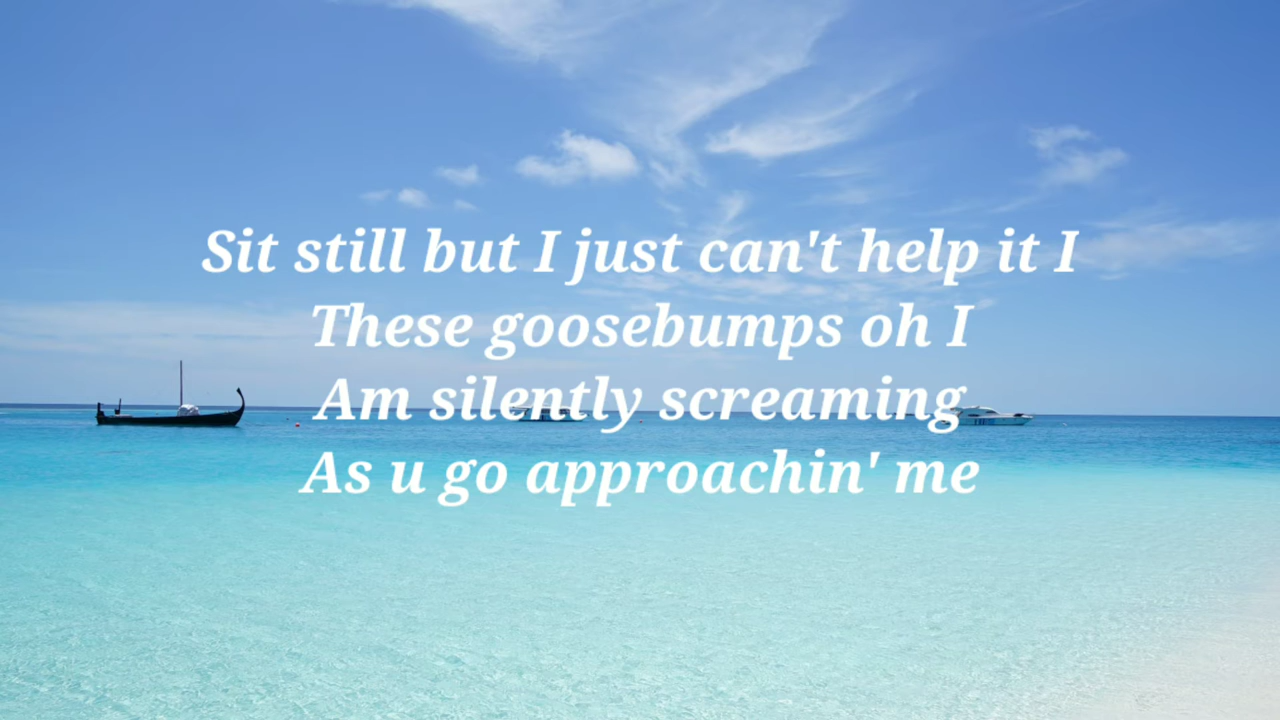 Sit still but I just can't help it I
These goosebumps oh I
Am silently screaming
As u go approachin' me